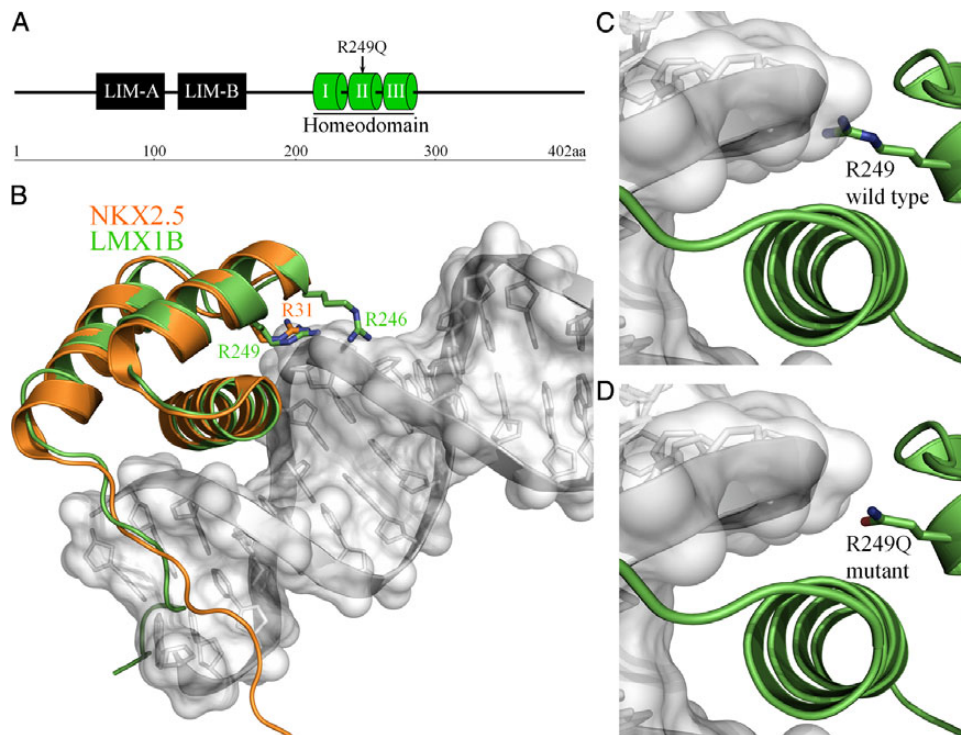 A
R249Q
LIM-A LIM-B I II III
Homeodomain
1 100 200 300 402aa
B
NKX2.5
LMX1B
R31
R249 R246
C
R249
wild type
D
R249Q
mutant